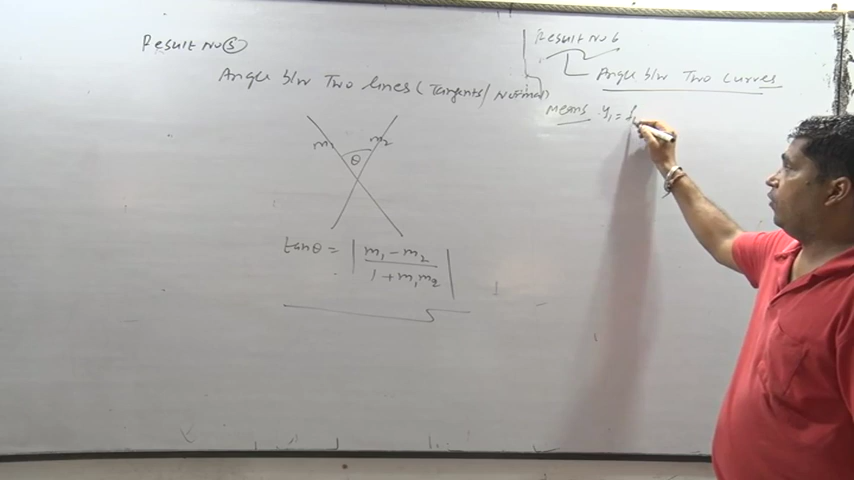 Result No 5
Angle b/w Two lines (Tangents/Normal)
m1 m2
θ
tanθ = | m1 - m2 / 1 + m1m2 |
Result No 6
Angle b/w Two Curves
Means y1 = f